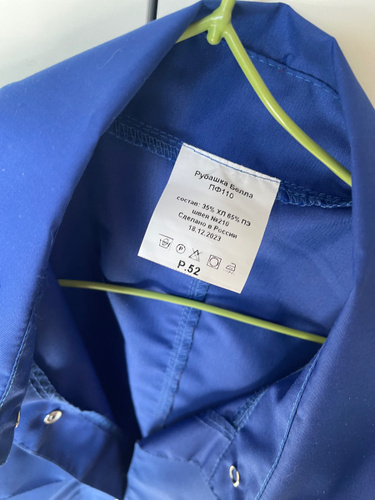 Рубашка Белла
ПФ110
состав: 35% ХЛ 65% ПЭ
швея №210
Сделано в России
18.12.2023
Р.52